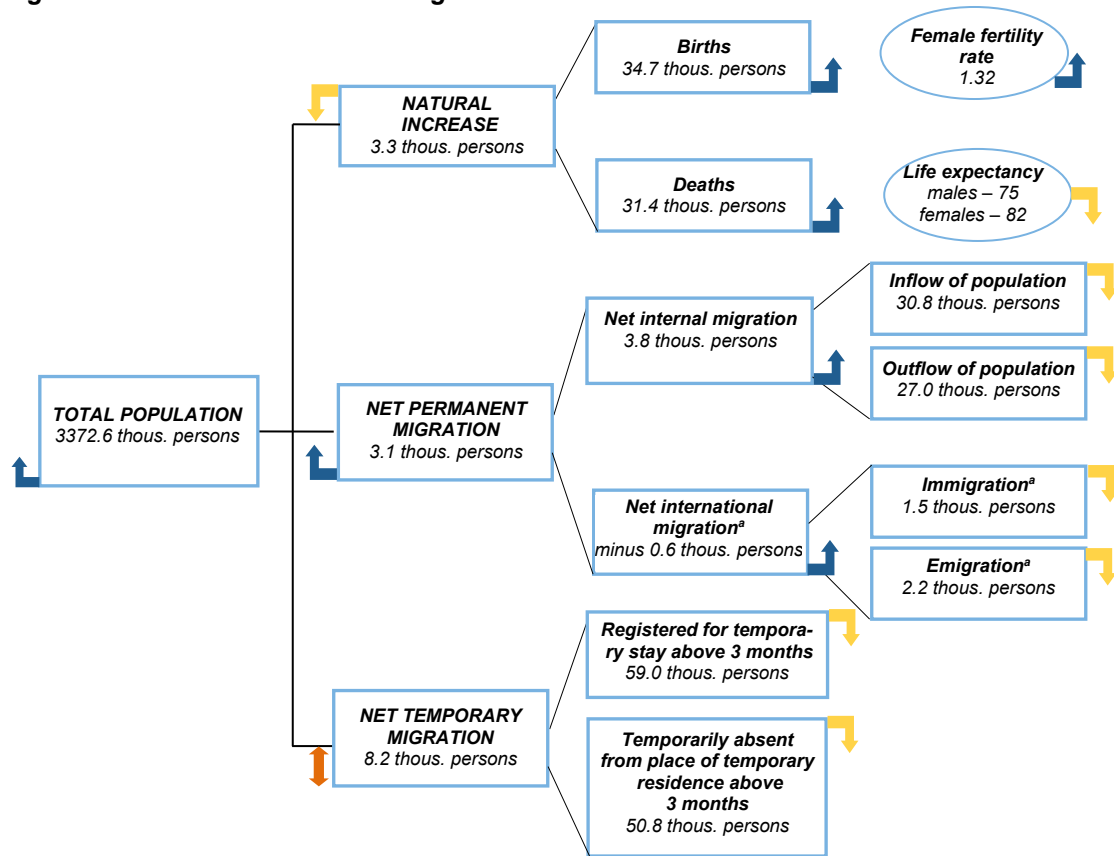 Births
34.7 thous. persons
Female fertility
rate
1.32
NATURAL
INCREASE
3.3 thous. persons
Deaths
31.4 thous. persons
Life expectancy
males – 75
females – 82
Inflow of population
30.8 thous. persons
Net internal migration
3.8 thous. persons
Outflow of population
27.0 thous. persons
TOTAL POPULATION
3372.6 thous. persons
NET PERMANENT
MIGRATION
3.1 thous. persons
Immigrationᵃ
1.5 thous. persons
Net international
migrationᵃ
minus 0.6 thous. persons
Emigrationᵃ
2.2 thous. persons
Registered for tempora-
ry stay above 3 months
59.0 thous. persons
NET TEMPORARY
MIGRATION
8.2 thous. persons
Temporarily absent
from place of temporary
residence above
3 months
50.8 thous. persons